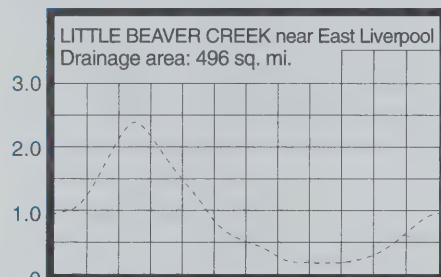 LITTLE BEAVER CREEK near East Liverpool
Drainage area: 496 sq. mi.
3.0
2.0
1.0
0